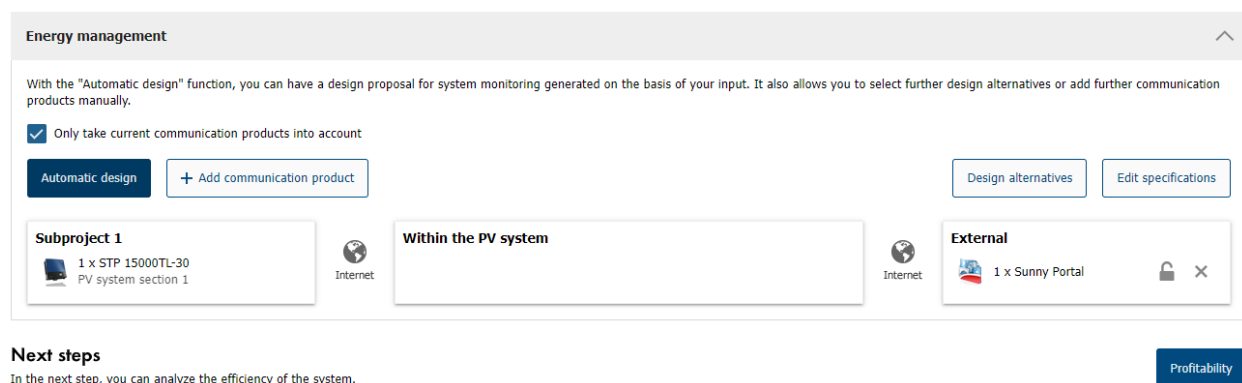 Energy management
With the "Automatic design" function, you can have a design proposal for system monitoring generated on the basis of your input. It also allows you to select further design alternatives or add further communication
products manually.
Only take current communication products into account
Automatic design
+ Add communication product
Design alternatives
Edit specifications
Subproject 1
1 x STP 15000TL-30
PV system section 1
Internet
Within the PV system
Internet
External
1 x Sunny Portal
Next steps
In the next step, you can analyze the efficiency of the system.
Profitability